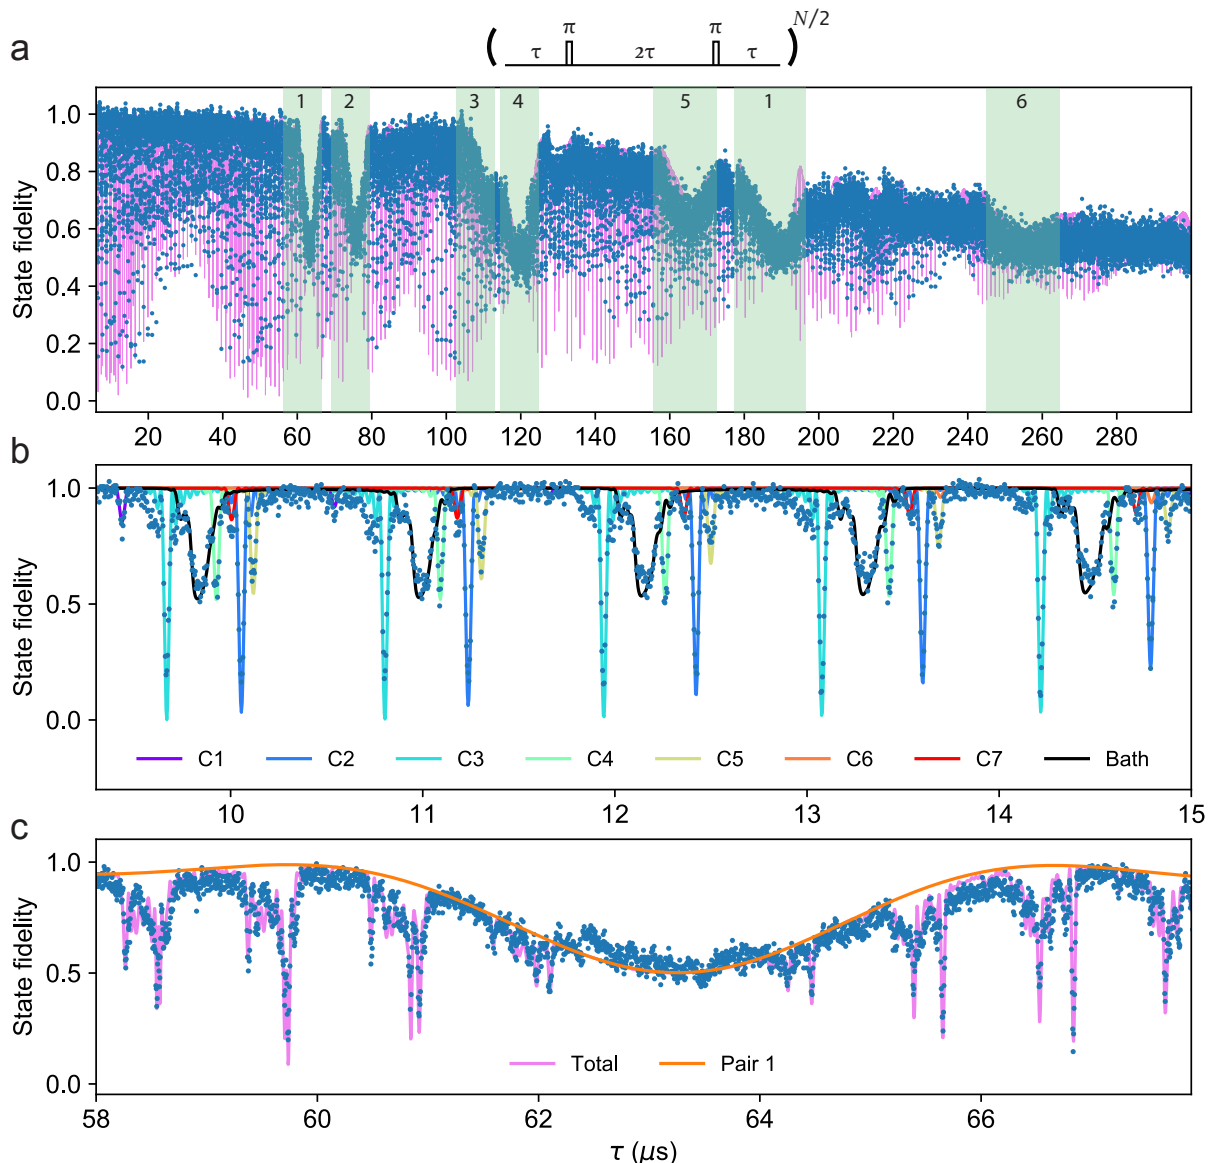 ( τ π 2τ π τ ) N/2
a
1 2 3 4 5 1 6
State fidelity
1.0
0.8
0.6
0.4
0.2
0.0
20 40 60 80 100 120 140 160 180 200 220 240 260 280
b
State fidelity
1.0
0.5
0.0
C1 C2 C3 C4 C5 C6 C7 Bath
10 11 12 13 14 15
c
State fidelity
1.0
0.5
0.0
Total Pair 1
58 60 62 64 66
τ (μs)